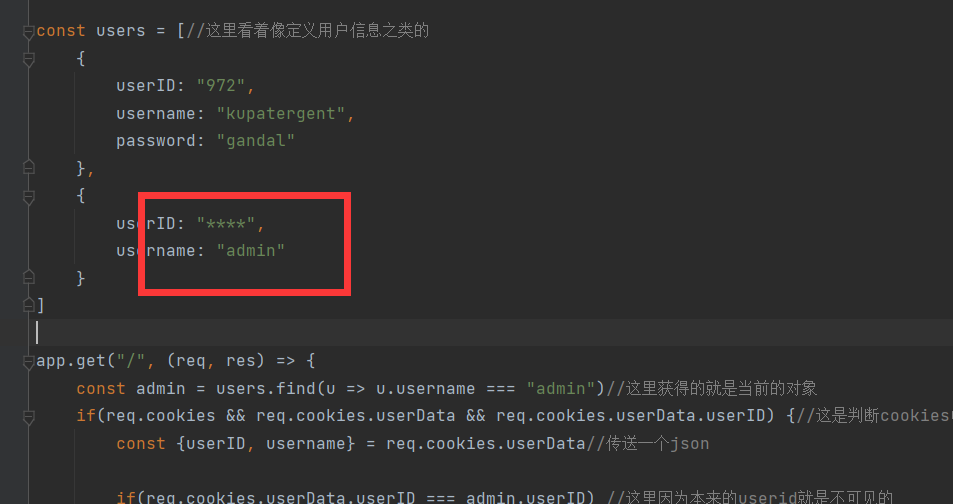 const users = [//这里看着像定义用户信息之类的
{
userID: "972",
username: "kupatergent",
password: "gandal"
},
{
userID: "****",
username: "admin"
}
]
app.get("/", (req, res) => {
const admin = users.find(u => u.username === "admin")//这里获得的就是当前的对象
if(req.cookies && req.cookies.userData && req.cookies.userData.userID) {//这是判断cookies
const {userID, username} = req.cookies.userData//传送一个json
if(req.cookies.userData.userID === admin.userID) //这里因为本来的userid就是不可见的